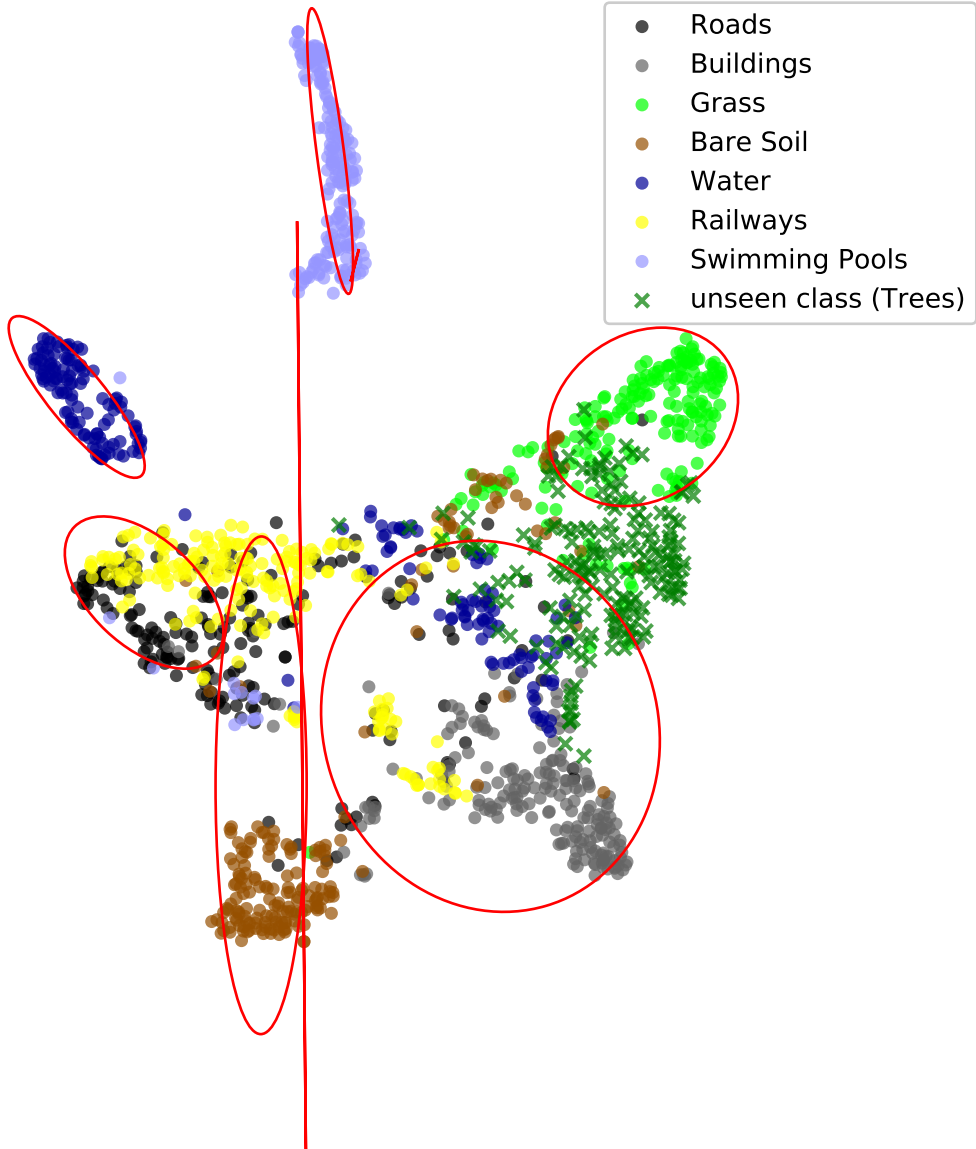 Roads
Buildings
Grass
Bare Soil
Water
Railways
Swimming Pools
unseen class (Trees)